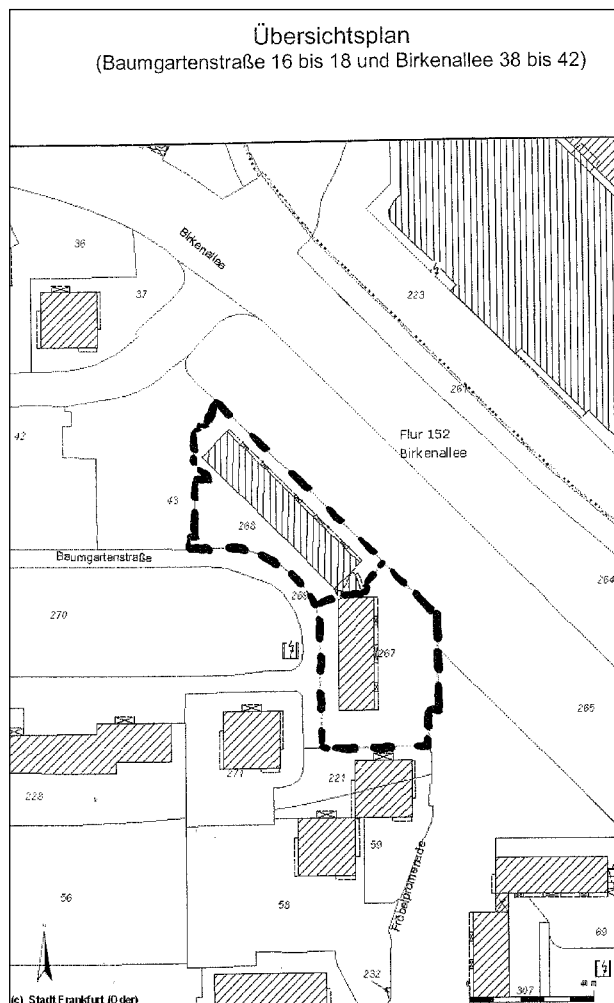 Übersichtsplan
(Baumgartenstraße 16 bis 18 und Birkenallee 38 bis 42)
36
Birkenallee
37
223
261
Flur 152
Birkenallee
42
43
268
Baumgartenstraße
269
264
270
267
265
271
221
228
59
56
58
Fröbelpromenade
69
232
307
(c) Stadt Frankfurt (Oder)